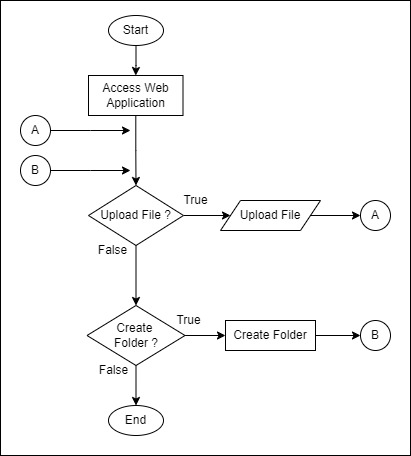 Start
Access Web
Application
A
B
Upload File ?
True
Upload File
A
False
Create
Folder ?
True
Create Folder
B
False
End